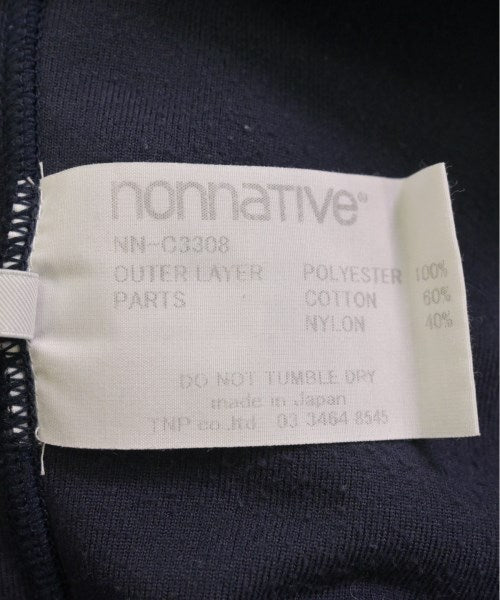 nonnative®
NN-C3308
OUTER LAYER POLYESTER 100%
PARTS COTTON 60%
NYLON 40%
DO NOT TUMBLE DRY
made in Japan
TNP co.,ltd 03 3464 8545